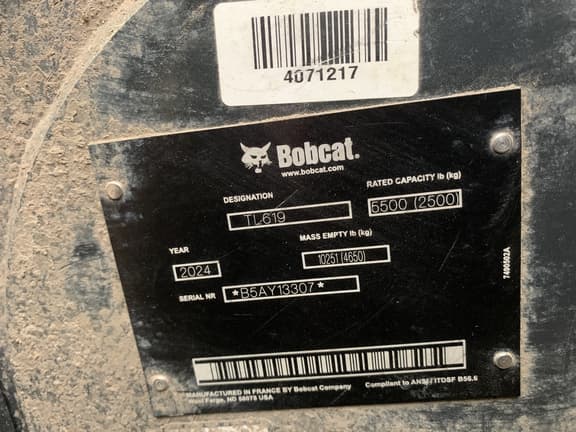 4071217
Bobcat.
www.bobcat.com
DESIGNATION
TL619
RATED CAPACITY lb (kg)
5500 (2500)
YEAR
2024
MASS EMPTY lb (kg)
10251 (4650)
SERIAL NR
*B5AY13307*
7400502A
MANUFACTURED IN FRANCE BY Bobcat Company
West Fargo, ND 58078 USA
Compliant to ANSI/ITDSF B56.6